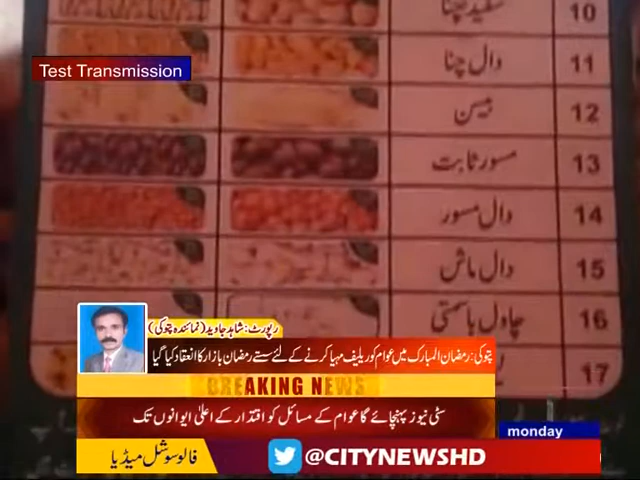 10 سفید چنا
Test Transmission
11 دال چنا
12 بیسن
13 مسور ثابت
14 دال مسور
15 دال ماش
16 چاول باسمتی
رپورٹ: شاہد جاوید (نمائندہ پتوکی)
پتوکی: رمضان المبارک میں عوام کو ریلیف مہیا کرنے کے لئے سستے رمضان بازار کا انعقاد کیا گیا
17
BREAKING NEWS
سٹی نیوز پہنچائے گا عوام کے مسائل کو اقتدار کے اعلیٰ ایوانوں تک
monday
فالو سوشل میڈیا
@CITYNEWSHD